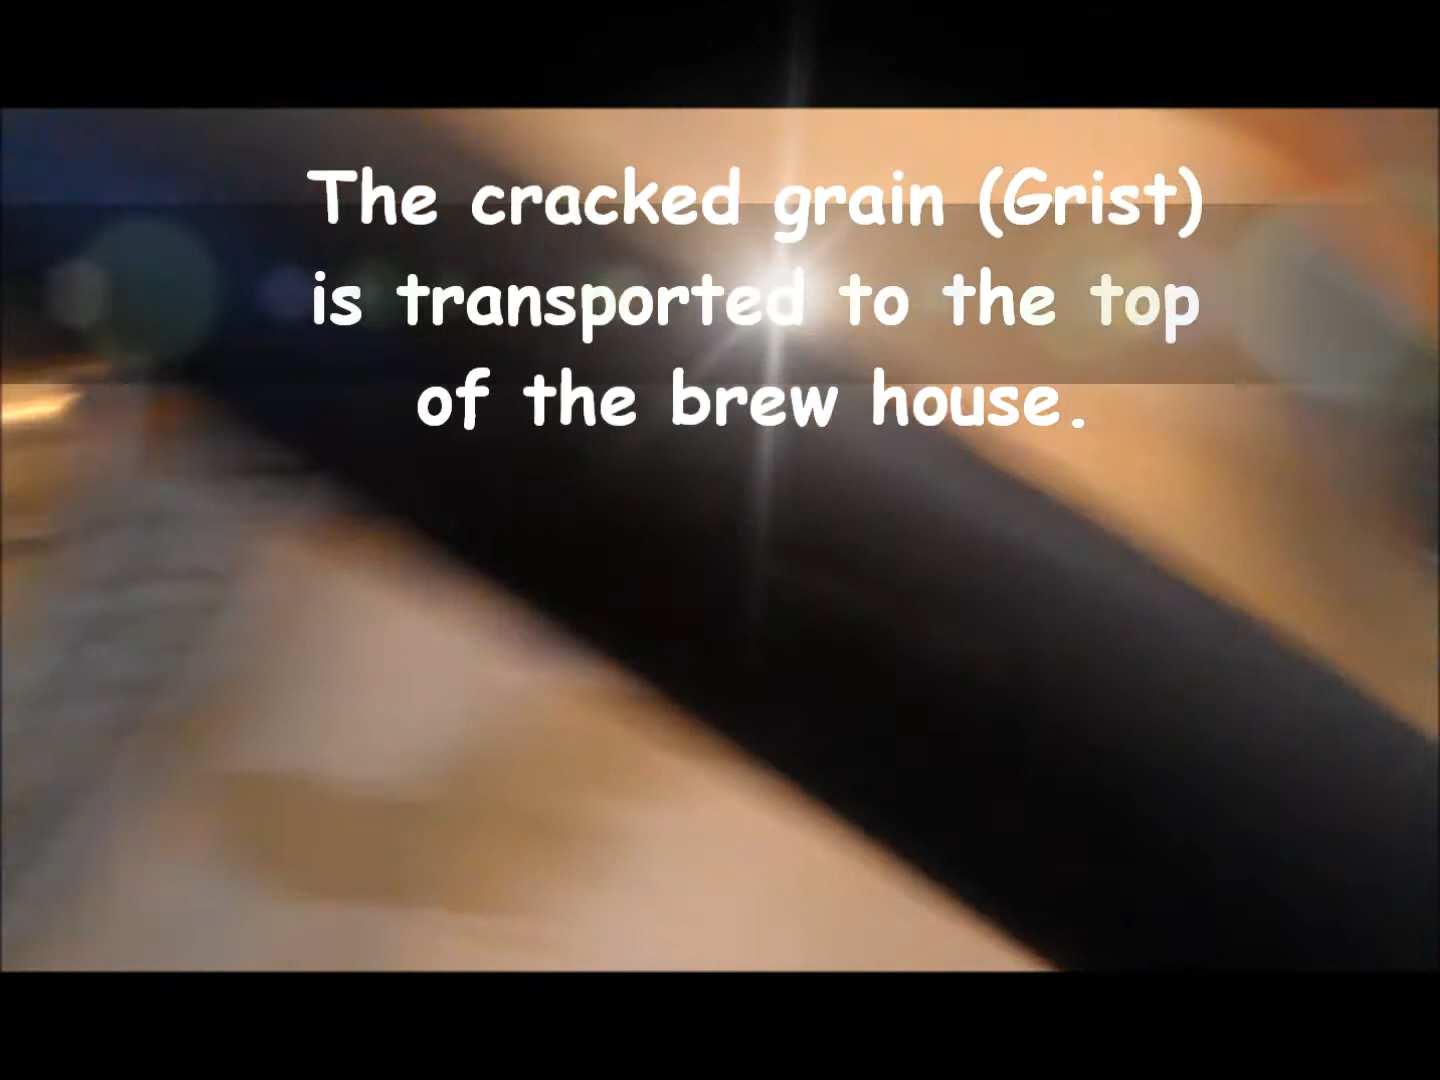 The cracked grain (Grist)
is transported to the top
of the brew house.